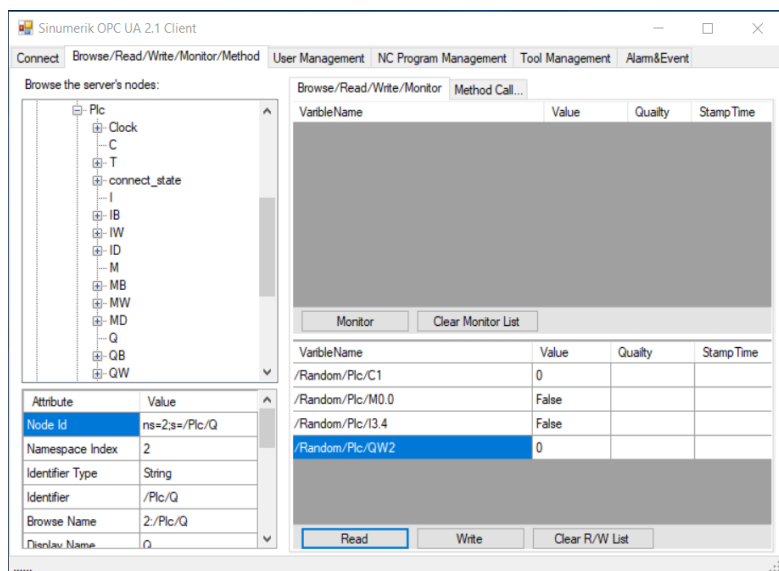 Sinumerik OPC UA 2.1 Client
Connect Browse/Read/Write/Monitor/Method User Management NC Program Management Tool Management Alarm&Event
Browse the server's nodes:
Plc
Clock
C
T
connect_state
I
IB
IW
ID
M
MB
MW
MD
Q
QB
QW
Attribute Value
Node Id ns=2;s=/Plc/Q
Namespace Index 2
Identifier Type String
Identifier /Plc/Q
Browse Name 2:/Plc/Q
Display Name Q
Browse/Read/Write/Monitor Method Call...
VaribleName Value Quailty StampTime
Monitor Clear Monitor List
VaribleName Value Quailty StampTime
/Random/Plc/C1 0
/Random/Plc/M0.0 False
/Random/Plc/I3.4 False
/Random/Plc/QW2 0
Read Write Clear R/W List